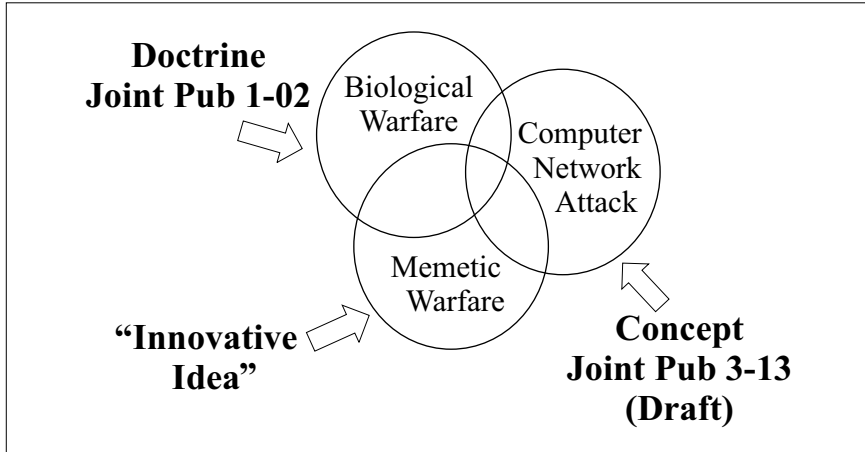 Doctrine
Joint Pub 1-02
Biological
Warfare
Computer
Network
Attack
Memetic
Warfare
“Innovative
Idea”
Concept
Joint Pub 3-13
(Draft)